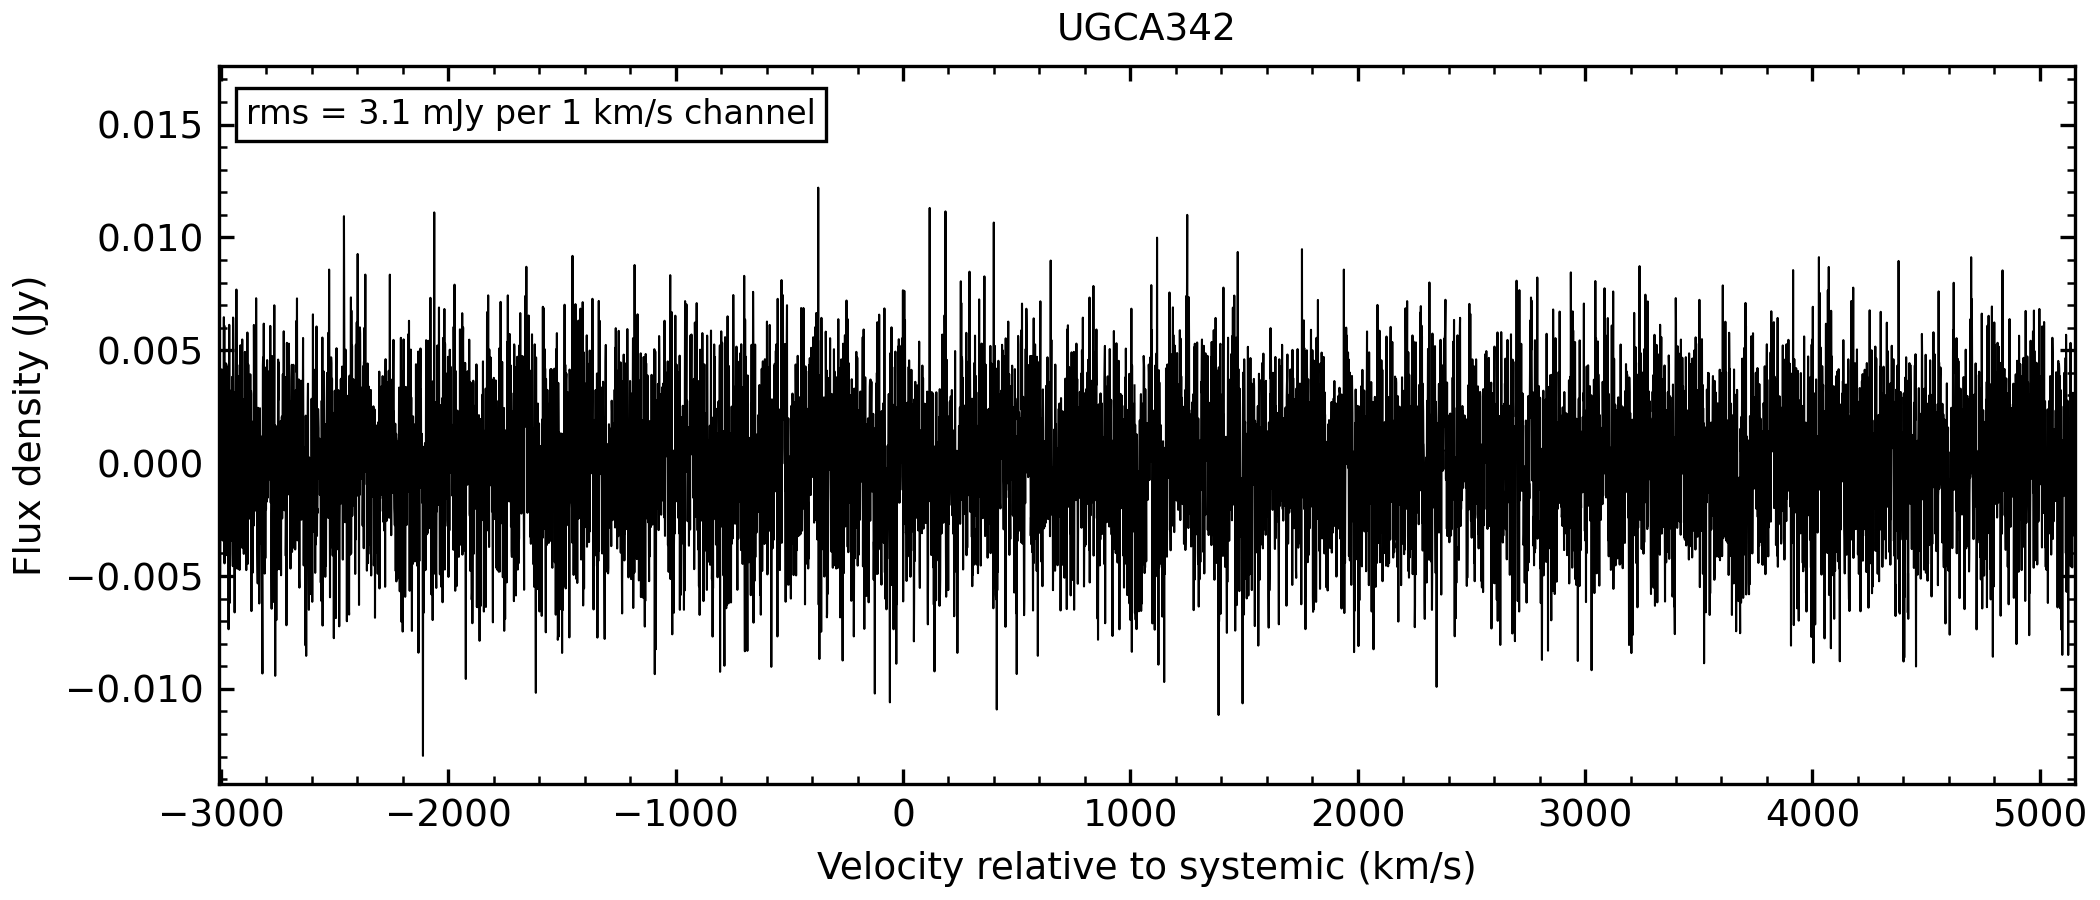 UGCA342
rms = 3.1 mJy per 1 km/s channel
0.015
0.010
0.005
0.000
−0.005
−0.010
Flux density (Jy)
−3000 −2000 −1000 0 1000 2000 3000 4000 5000
Velocity relative to systemic (km/s)